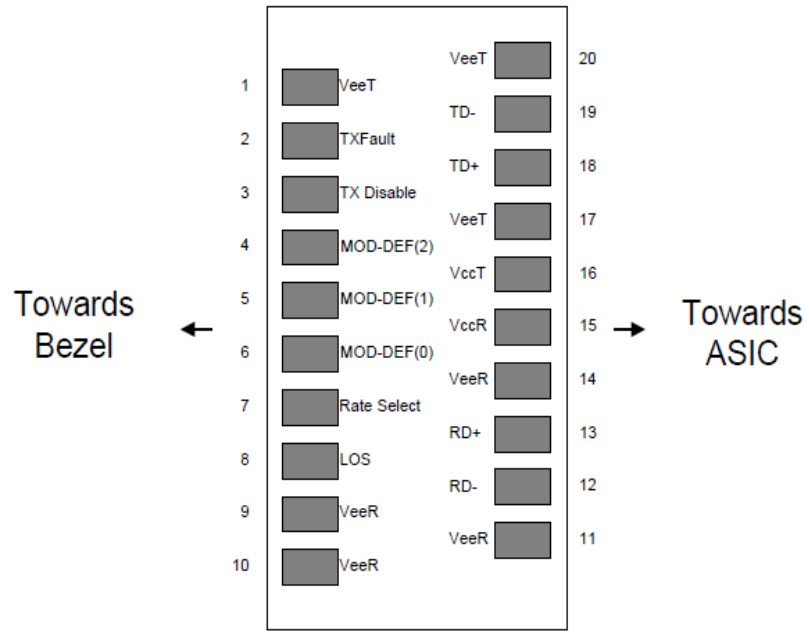 VeeT 20
1 VeeT
TD- 19
2 TXFault
TD+ 18
3 TX Disable
VeeT 17
4 MOD-DEF(2)
VccT 16
5 MOD-DEF(1)
Towards
Bezel
VccR 15
Towards
ASIC
6 MOD-DEF(0)
VeeR 14
7 Rate Select
RD+ 13
8 LOS
RD- 12
9 VeeR
VeeR 11
10 VeeR